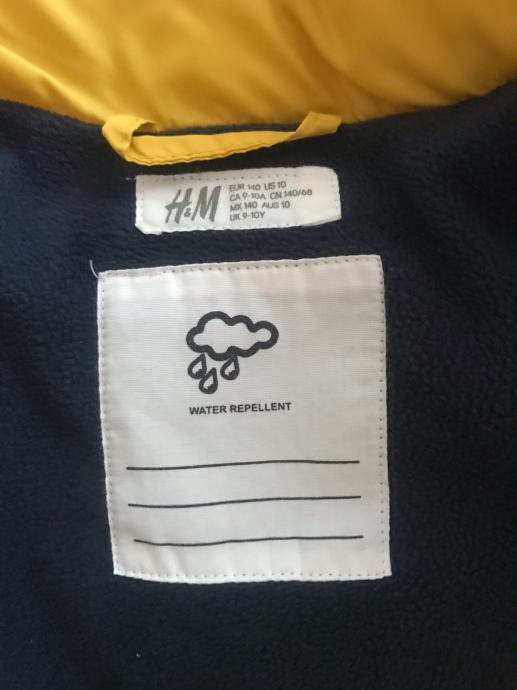 H&M
EUR 140 US 10
CA 9-10A CN 140/68
MX 140 AUS 10
UK 9-10Y
WATER REPELLENT